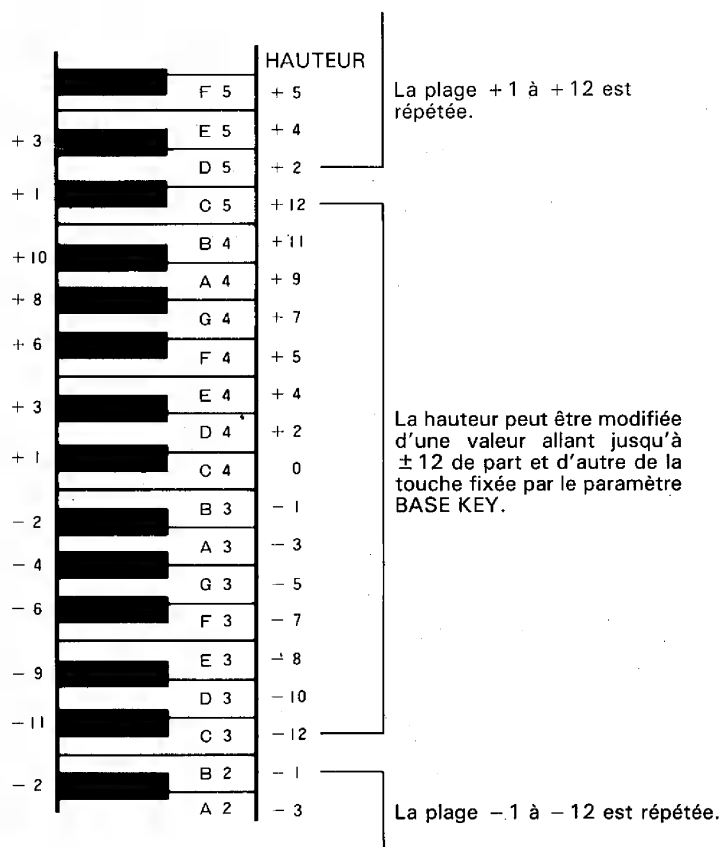 HAUTEUR
F 5 + 5
E 5 + 4
+ 3
D 5 + 2
+ 1
C 5 + 12
B 4 + 11
+ 10
A 4 + 9
+ 8
G 4 + 7
+ 6
F 4 + 5
E 4 + 4
+ 3
D 4 + 2
+ 1
C 4 0
B 3 − 1
− 2
A 3 − 3
− 4
G 3 − 5
− 6
F 3 − 7
E 3 − 8
− 9
D 3 − 10
− 11
C 3 − 12
B 2 − 1
− 2
A 2 − 3
La plage + 1 à + 12 est
répétée.
La hauteur peut être modifiée
d'une valeur allant jusqu'à
± 12 de part et d'autre de la
touche fixée par le paramètre
BASE KEY.
La plage − 1 à − 12 est répétée.